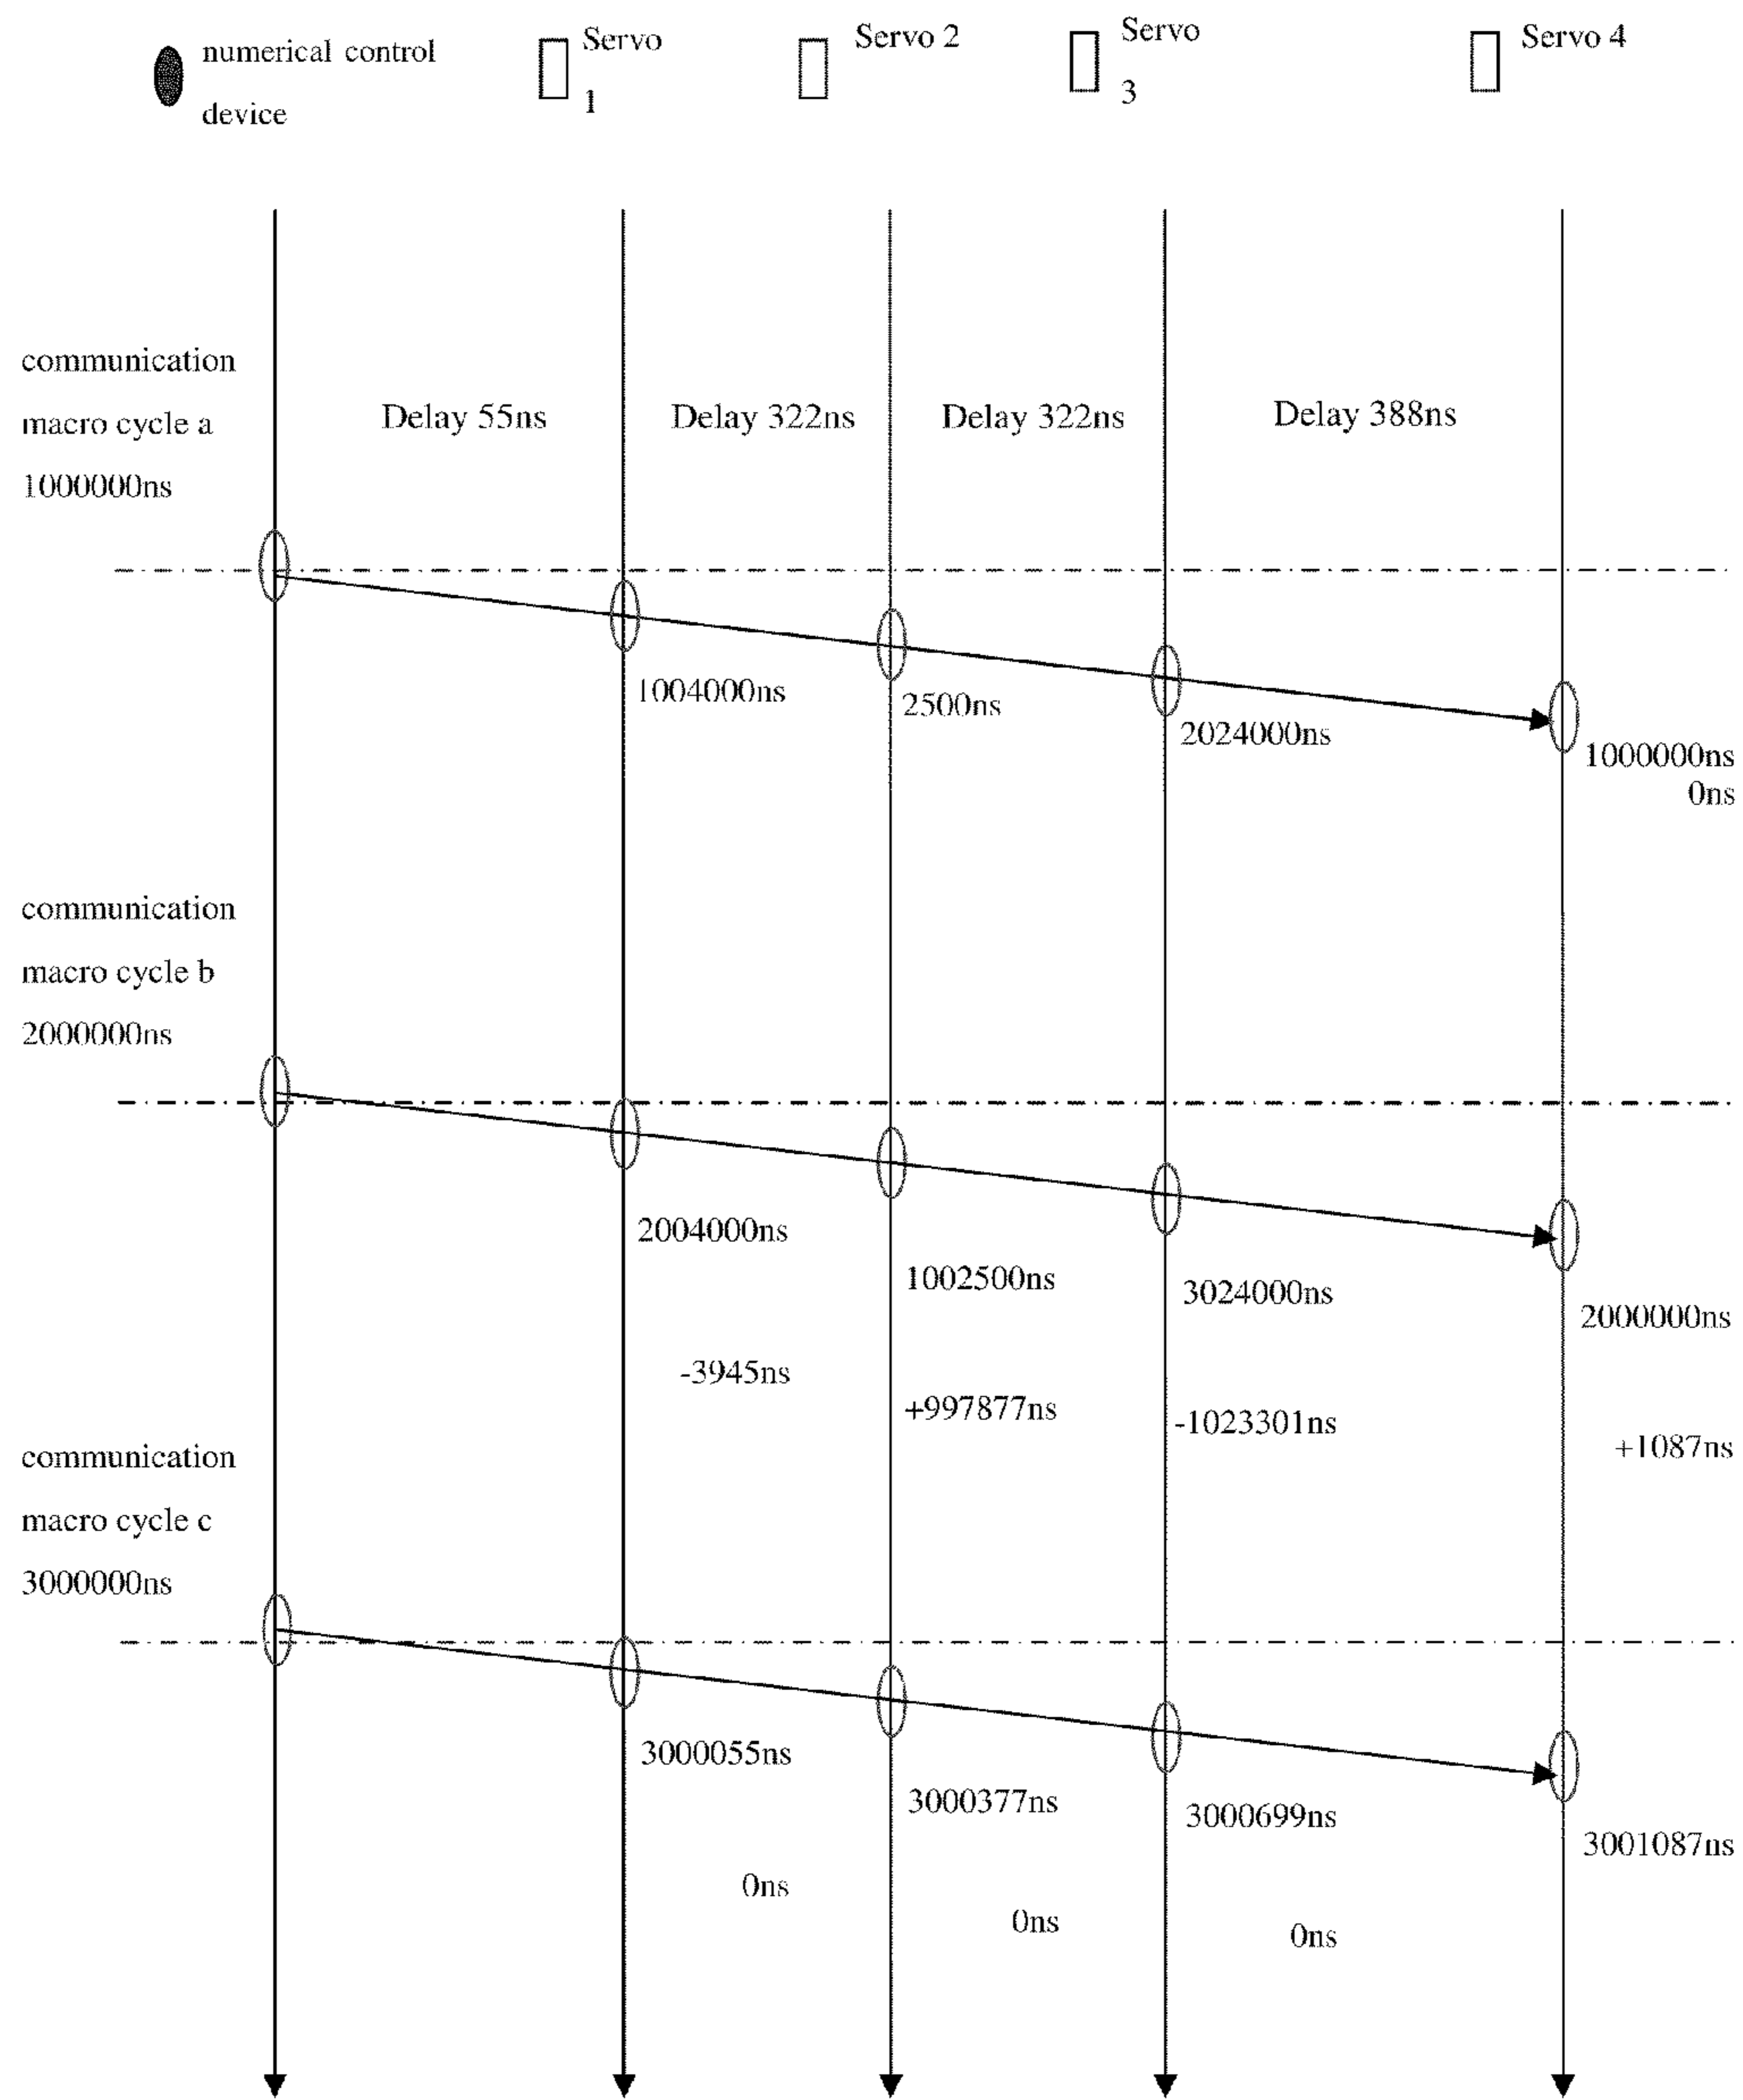 numerical control
device
Servo
1
Servo 2
Servo
3
Servo 4
communication
macro cycle a
1000000ns
Delay 55ns
Delay 322ns
Delay 322ns
Delay 388ns
1004000ns
2500ns
2024000ns
1000000ns
0ns
communication
macro cycle b
2000000ns
2004000ns
1002500ns
3024000ns
2000000ns
-3945ns
+997877ns
-1023301ns
+1087ns
communication
macro cycle c
3000000ns
3000055ns
3000377ns
3000699ns
3001087ns
0ns
0ns
0ns